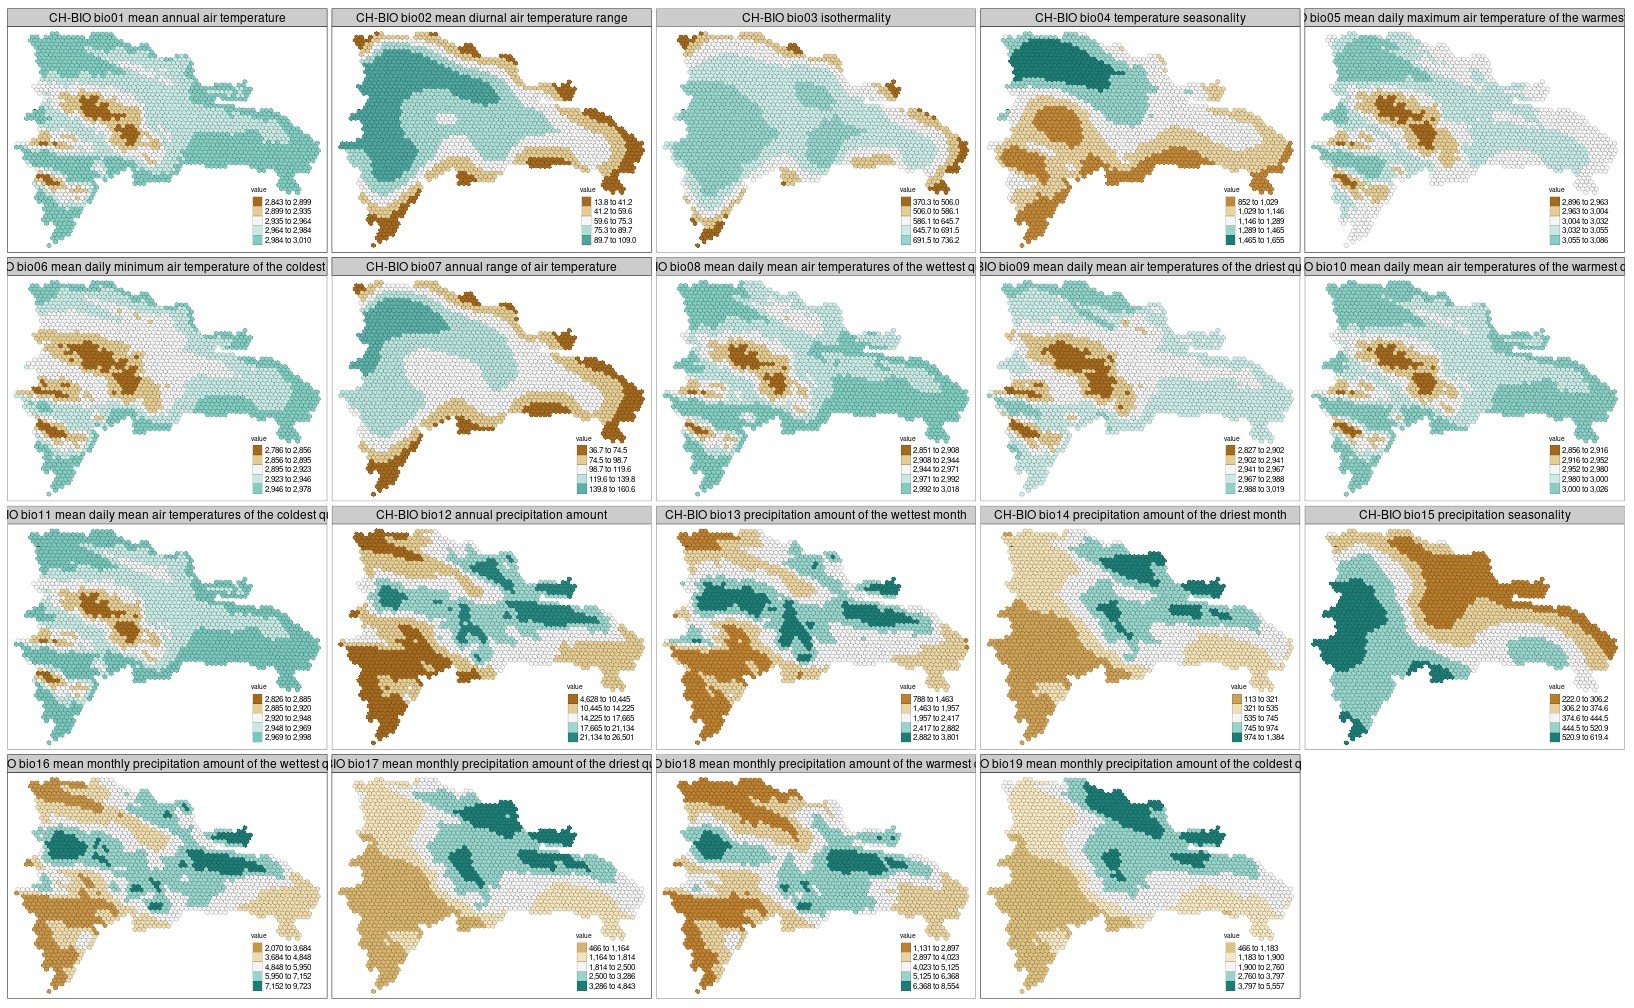 CH-BIO bio01 mean annual air temperature
value
2,843 to 2,899
2,899 to 2,935
2,935 to 2,964
2,964 to 2,984
2,984 to 3,010
CH-BIO bio02 mean diurnal air temperature range
value
13.8 to 41.2
41.2 to 59.6
59.6 to 75.3
75.3 to 89.7
89.7 to 109.0
CH-BIO bio03 isothermality
value
370.3 to 506.0
506.0 to 586.1
586.1 to 645.7
645.7 to 691.5
691.5 to 736.2
CH-BIO bio04 temperature seasonality
value
852 to 1,029
1,029 to 1,146
1,146 to 1,289
1,289 to 1,465
1,465 to 1,655
bio05 mean daily maximum air temperature of the warmest
value
2,896 to 2,963
2,963 to 3,004
3,004 to 3,032
3,032 to 3,055
3,055 to 3,086
O bio06 mean daily minimum air temperature of the coldest
value
2,786 to 2,856
2,856 to 2,895
2,895 to 2,923
2,923 to 2,946
2,946 to 2,978
CH-BIO bio07 annual range of air temperature
value
36.7 to 74.5
74.5 to 98.7
98.7 to 119.6
119.6 to 139.8
139.8 to 160.6
IO bio08 mean daily mean air temperatures of the wettest qu
value
2,851 to 2,908
2,908 to 2,944
2,944 to 2,971
2,971 to 2,992
2,992 to 3,018
BIO bio09 mean daily mean air temperatures of the driest qua
value
2,827 to 2,902
2,902 to 2,941
2,941 to 2,967
2,967 to 2,988
2,988 to 3,019
O bio10 mean daily mean air temperatures of the warmest q
value
2,856 to 2,916
2,916 to 2,952
2,952 to 2,980
2,980 to 3,000
3,000 to 3,026
IO bio11 mean daily mean air temperatures of the coldest qu
value
2,826 to 2,885
2,885 to 2,920
2,920 to 2,948
2,948 to 2,969
2,969 to 2,998
CH-BIO bio12 annual precipitation amount
value
4,628 to 10,445
10,445 to 14,225
14,225 to 17,665
17,665 to 21,134
21,134 to 26,501
CH-BIO bio13 precipitation amount of the wettest month
value
788 to 1,463
1,463 to 1,957
1,957 to 2,417
2,417 to 2,882
2,882 to 3,801
CH-BIO bio14 precipitation amount of the driest month
value
113 to 321
321 to 535
535 to 745
745 to 974
974 to 1,384
CH-BIO bio15 precipitation seasonality
value
222.0 to 306.2
306.2 to 374.6
374.6 to 444.5
444.5 to 520.9
520.9 to 619.4
IO bio16 mean monthly precipitation amount of the wettest q
value
2,070 to 3,684
3,684 to 4,848
4,848 to 5,950
5,950 to 7,152
7,152 to 9,723
BIO bio17 mean monthly precipitation amount of the driest qu
value
466 to 1,164
1,164 to 1,814
1,814 to 2,500
2,500 to 3,286
3,286 to 4,843
O bio18 mean monthly precipitation amount of the warmest
value
1,131 to 2,897
2,897 to 4,023
4,023 to 5,125
5,125 to 6,368
6,368 to 8,554
IO bio19 mean monthly precipitation amount of the coldest q
value
466 to 1,183
1,183 to 1,900
1,900 to 2,760
2,760 to 3,797
3,797 to 5,557